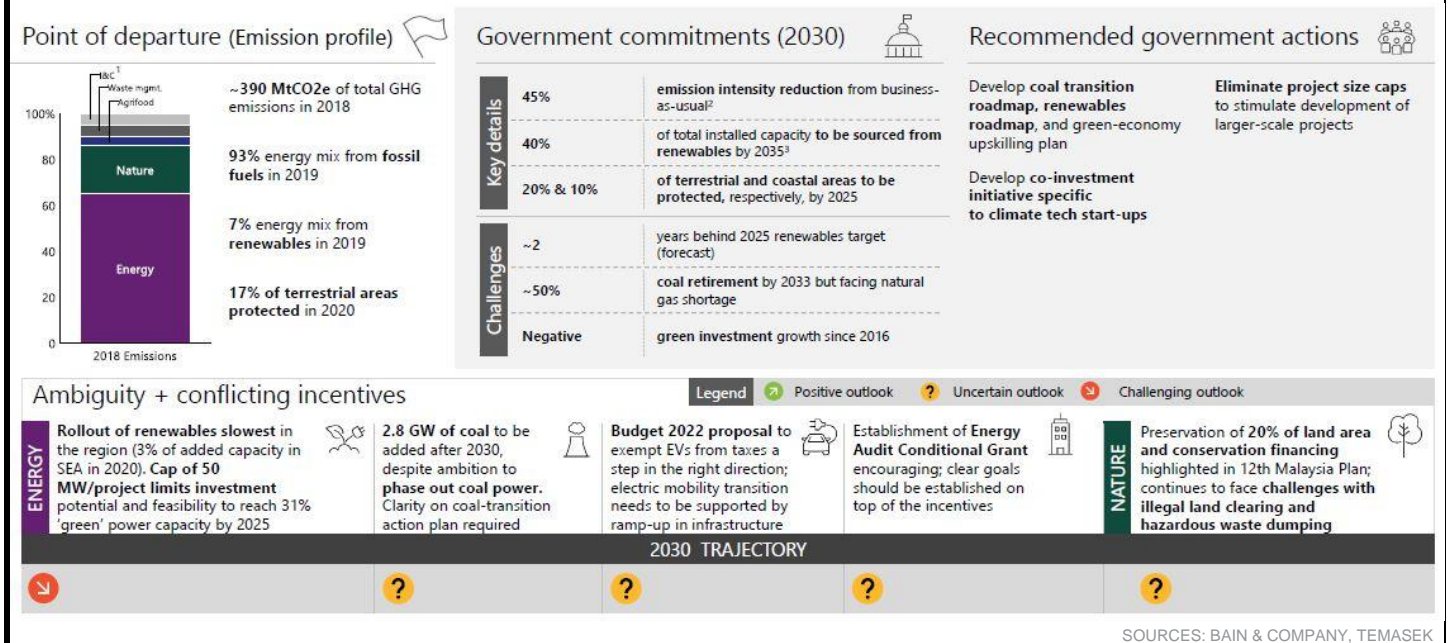 Point of departure (Emission profile)
I&C1
Waste mgmt.
Agrifood
100%
80
60
40
20
0
Nature
Energy
2018 Emissions
~390 MtCO2e of total GHG
emissions in 2018
93% energy mix from fossil
fuels in 2019
7% energy mix from
renewables in 2019
17% of terrestrial areas
protected in 2020
Government commitments (2030)
Key details
45%
emission intensity reduction from business-
as-usual²
40%
of total installed capacity to be sourced from
renewables by 2035³
20% & 10%
of terrestrial and coastal areas to be
protected, respectively, by 2025
Challenges
~2
years behind 2025 renewables target
(forecast)
~50%
coal retirement by 2033 but facing natural
gas shortage
Negative
green investment growth since 2016
Recommended government actions
Develop coal transition
roadmap, renewables
roadmap, and green-economy
upskilling plan
Develop co-investment
initiative specific
to climate tech start-ups
Eliminate project size caps
to stimulate development of
larger-scale projects
Ambiguity + conflicting incentives
Legend
Positive outlook
? Uncertain outlook
Challenging outlook
ENERGY
Rollout of renewables slowest in
the region (3% of added capacity in
SEA in 2020). Cap of 50
MW/project limits investment
potential and feasibility to reach 31%
'green' power capacity by 2025
2.8 GW of coal to be
added after 2030,
despite ambition to
phase out coal power.
Clarity on coal-transition
action plan required
Budget 2022 proposal to
exempt EVs from taxes a
step in the right direction;
electric mobility transition
needs to be supported by
ramp-up in infrastructure
Establishment of Energy
Audit Conditional Grant
encouraging; clear goals
should be established on
top of the incentives
NATURE
Preservation of 20% of land area
and conservation financing
highlighted in 12th Malaysia Plan;
continues to face challenges with
illegal land clearing and
hazardous waste dumping
2030 TRAJECTORY
? ? ? ?
SOURCES: BAIN & COMPANY, TEMASEK